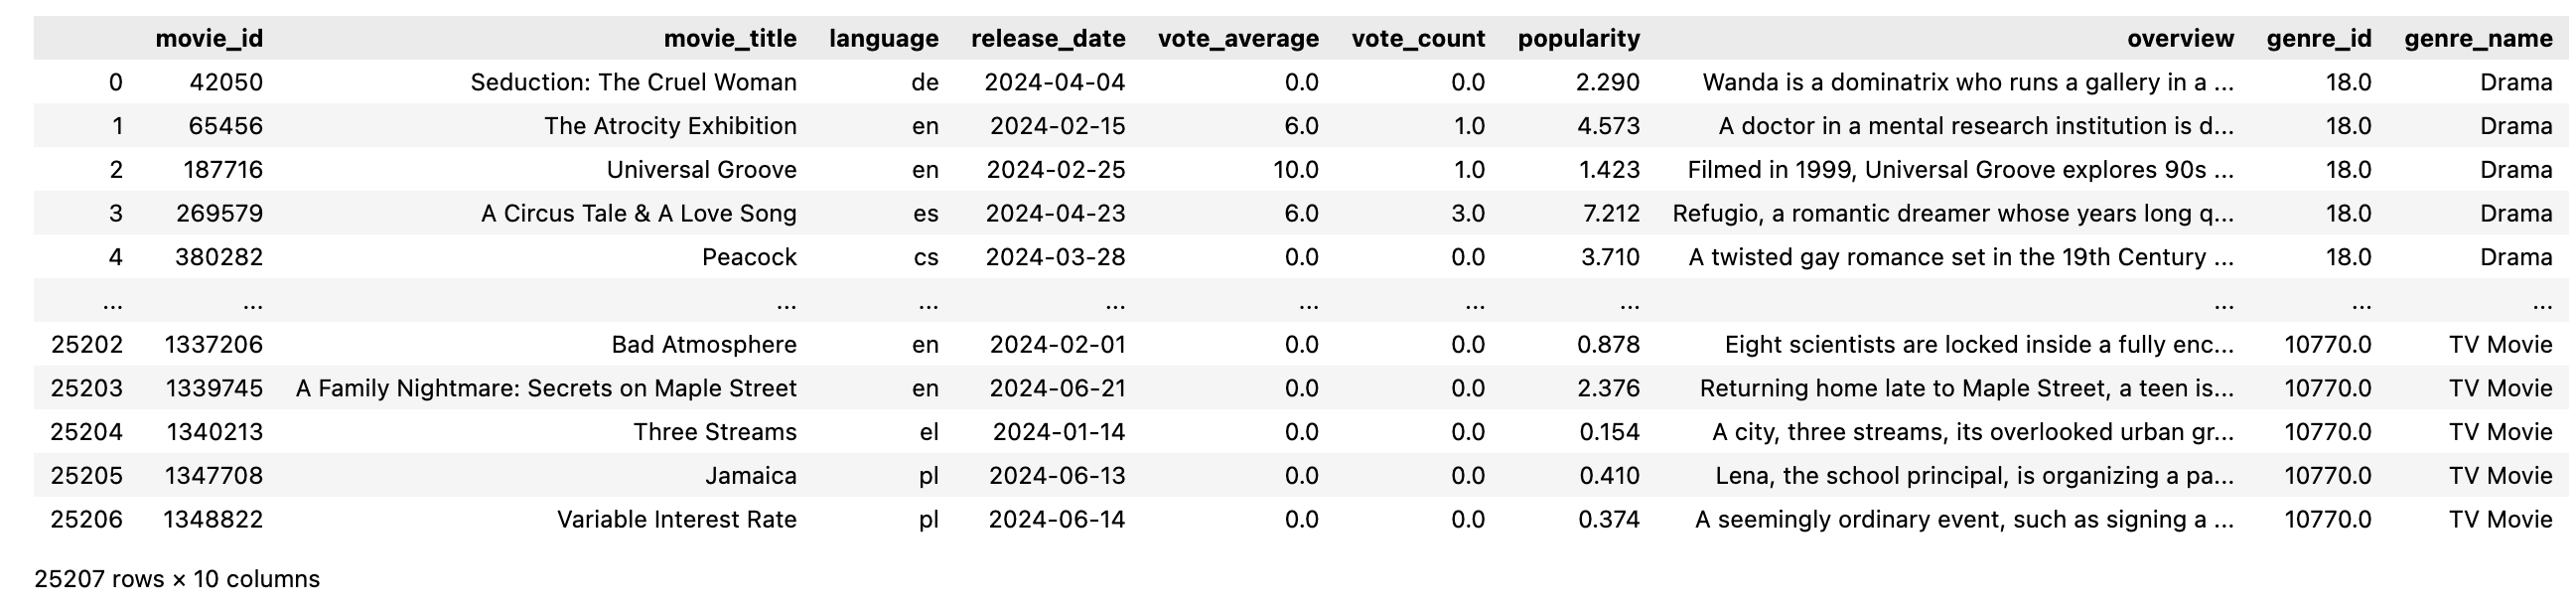 movie_id movie_title language release_date vote_average vote_count popularity overview genre_id genre_name
0 42050 Seduction: The Cruel Woman de 2024-04-04 0.0 0.0 2.290 Wanda is a dominatrix who runs a gallery in a ... 18.0 Drama
1 65456 The Atrocity Exhibition en 2024-02-15 6.0 1.0 4.573 A doctor in a mental research institution is d... 18.0 Drama
2 187716 Universal Groove en 2024-02-25 10.0 1.0 1.423 Filmed in 1999, Universal Groove explores 90s ... 18.0 Drama
3 269579 A Circus Tale & A Love Song es 2024-04-23 6.0 3.0 7.212 Refugio, a romantic dreamer whose years long q... 18.0 Drama
4 380282 Peacock cs 2024-03-28 0.0 0.0 3.710 A twisted gay romance set in the 19th Century ... 18.0 Drama
... ... ... ... ... ... ... ... ... ... ...
25202 1337206 Bad Atmosphere en 2024-02-01 0.0 0.0 0.878 Eight scientists are locked inside a fully enc... 10770.0 TV Movie
25203 1339745 A Family Nightmare: Secrets on Maple Street en 2024-06-21 0.0 0.0 2.376 Returning home late to Maple Street, a teen is... 10770.0 TV Movie
25204 1340213 Three Streams el 2024-01-14 0.0 0.0 0.154 A city, three streams, its overlooked urban gr... 10770.0 TV Movie
25205 1347708 Jamaica pl 2024-06-13 0.0 0.0 0.410 Lena, the school principal, is organizing a pa... 10770.0 TV Movie
25206 1348822 Variable Interest Rate pl 2024-06-14 0.0 0.0 0.374 A seemingly ordinary event, such as signing a ... 10770.0 TV Movie
25207 rows × 10 columns